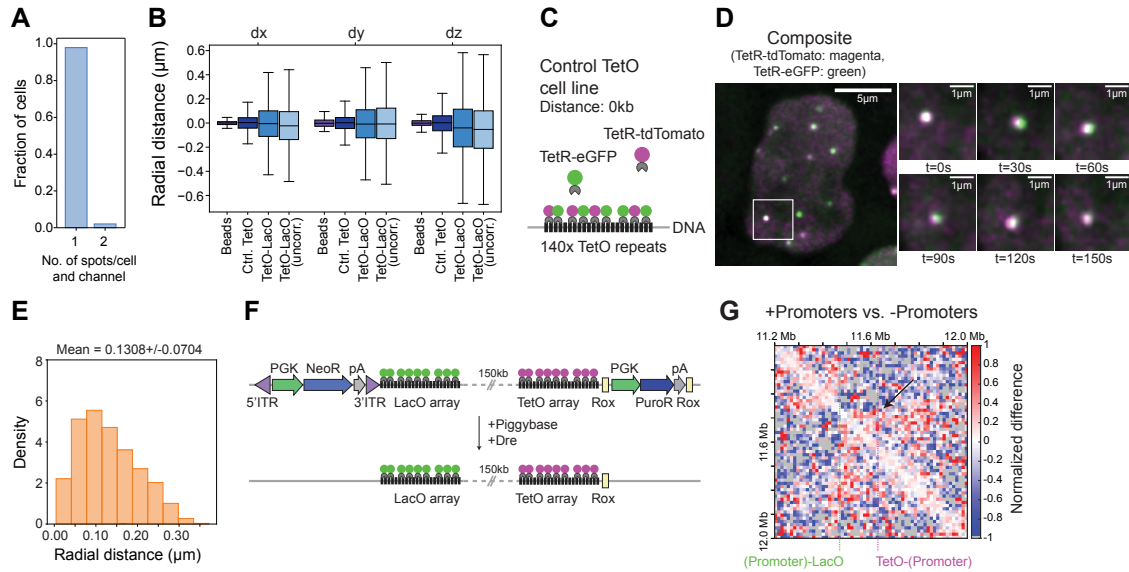 A
Fraction of cells
1.0
0.8
0.6
0.4
0.2
0.0
1 2
No. of spots/cell
and channel
B
dx dy dz
Radial distance (μm)
0.6
0.4
0.2
0.0
−0.2
−0.4
−0.6
Beads
Ctrl. TetO
TetO-LacO
TetO-LacO
(uncorr.)
Beads
Ctrl. TetO
TetO-LacO
TetO-LacO
(uncorr.)
Beads
Ctrl. TetO
TetO-LacO
TetO-LacO
(uncorr.)
C
Control TetO
cell line
Distance: 0kb
TetR-tdTomato
TetR-eGFP
DNA
140x TetO repeats
D
Composite
(TetR-tdTomato: magenta,
TetR-eGFP: green)
5μm
1μm 1μm 1μm
t=0s t=30s t=60s
1μm 1μm 1μm
t=90s t=120s t=150s
E
Mean = 0.1308+/-0.0704
Density
8
6
4
2
0
0.00 0.10 0.20 0.30
Radial distance (μm)
F
PGK NeoR pA
150kb
PGK pA
5'ITR 3'ITR
LacO array
TetO array
Rox
PuroR Rox
+Piggybase
+Dre
150kb
LacO array
TetO array
Rox
G
+Promoters vs. -Promoters
11.2 Mb 11.6 Mb 12.0 Mb
11.6 Mb
12.0 Mb
1
0.8
0.6
0.4
0.2
0
-0.2
-0.4
-0.6
-0.8
-1
Normalized difference
(Promoter)-LacO TetO-(Promoter)